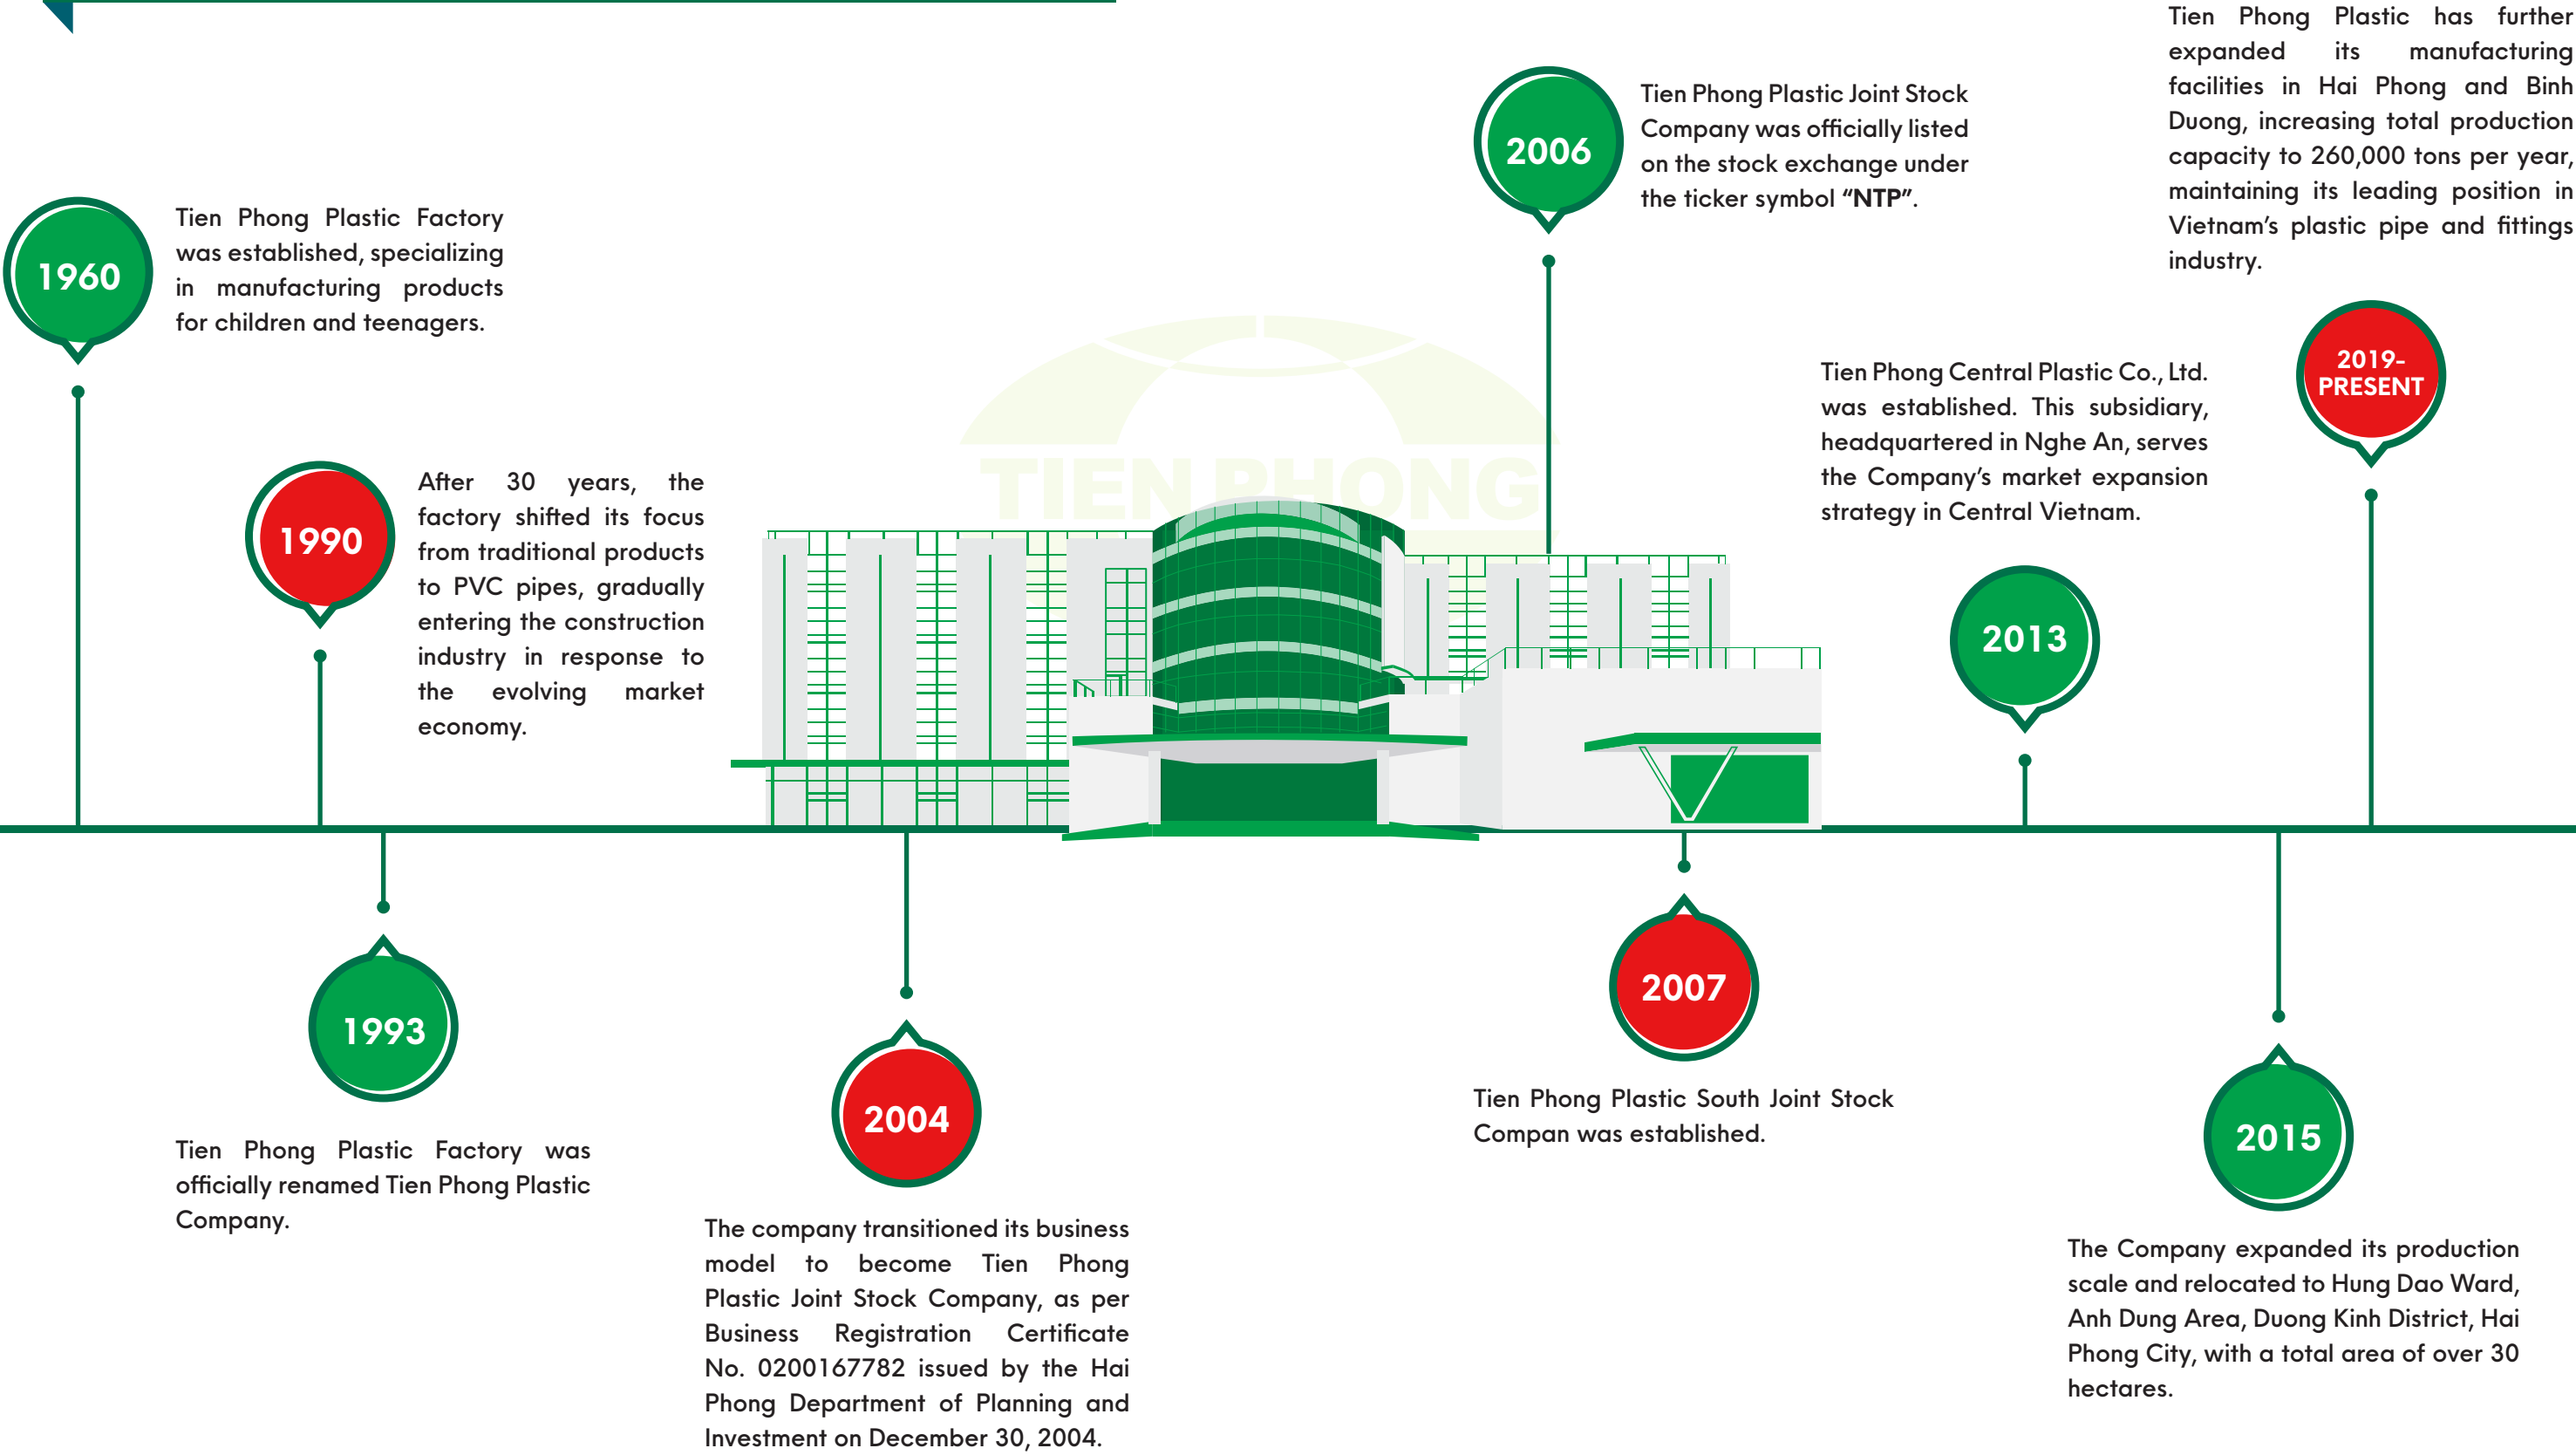 1960
Tien Phong Plastic Factory
was established, specializing
in manufacturing products
for children and teenagers.
1990
After 30 years, the
factory shifted its focus
from traditional products
to PVC pipes, gradually
entering the construction
industry in response to
the evolving market
economy.
1993
Tien Phong Plastic Factory was
officially renamed Tien Phong Plastic
Company.
2004
The company transitioned its business
model to become Tien Phong
Plastic Joint Stock Company, as per
Business Registration Certificate
No. 0200167782 issued by the Hai
Phong Department of Planning and
Investment on December 30, 2004.
TIEN PHONG
2006
Tien Phong Plastic Joint Stock
Company was officially listed
on the stock exchange under
the ticker symbol “NTP”.
2007
Tien Phong Plastic South Joint Stock
Compan was established.
Tien Phong Central Plastic Co., Ltd.
was established. This subsidiary,
headquartered in Nghe An, serves
the Company’s market expansion
strategy in Central Vietnam.
2013
2015
The Company expanded its production
scale and relocated to Hung Dao Ward,
Anh Dung Area, Duong Kinh District, Hai
Phong City, with a total area of over 30
hectares.
Tien Phong Plastic has further
expanded its manufacturing
facilities in Hai Phong and Binh
Duong, increasing total production
capacity to 260,000 tons per year,
maintaining its leading position in
Vietnam’s plastic pipe and fittings
industry.
2019-
PRESENT